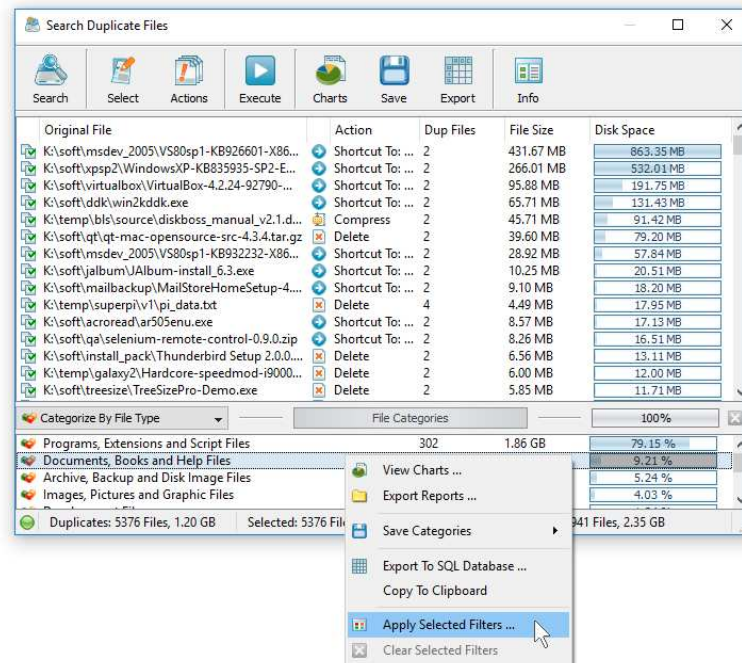 Search Duplicate Files
Search Select Actions Execute Charts Save Export Info
Original File Action Dup Files File Size Disk Space
K:\soft\msdev_2005\VS80sp1-KB926601-X86... Shortcut To: ... 2 431.67 MB 863.35 MB
K:\soft\xpsp2\WindowsXP-KB835935-SP2-E... Shortcut To: ... 2 266.01 MB 532.01 MB
K:\soft\virtualbox\VirtualBox-4.2.24-92790-... Shortcut To: ... 2 95.88 MB 191.75 MB
K:\soft\ddk\win2kddk.exe Shortcut To: ... 2 65.71 MB 131.43 MB
K:\temp\bls\source\diskboss_manual_v2.1.d... Compress 2 45.71 MB 91.42 MB
K:\soft\qt\qt-mac-opensource-src-4.3.4.tar.gz Delete 2 39.60 MB 79.20 MB
K:\soft\msdev_2005\VS80sp1-KB932232-X86... Shortcut To: ... 2 28.92 MB 57.84 MB
K:\soft\jalbum\JAlbum-install_6.3.exe Shortcut To: ... 2 10.25 MB 20.51 MB
K:\soft\mailbackup\MailStoreHomeSetup-4.... Shortcut To: ... 2 9.10 MB 18.20 MB
K:\temp\superpi\v1\pi_data.txt Delete 4 4.49 MB 17.95 MB
K:\soft\acroread\ar505enu.exe Shortcut To: ... 2 8.57 MB 17.13 MB
K:\soft\qa\selenium-remote-control-0.9.0.zip Shortcut To: ... 2 8.26 MB 16.51 MB
K:\soft\install_pack\Thunderbird Setup 2.0.0.... Delete 2 6.56 MB 13.11 MB
K:\temp\galaxy2\Hardcore-speedmod-i9000... Delete 2 6.00 MB 12.00 MB
K:\soft\treesize\TreeSizePro-Demo.exe Delete 2 5.85 MB 11.71 MB
Categorize By File Type File Categories 100%
Programs, Extensions and Script Files 302 1.86 GB 79.15 %
Documents, Books and Help Files 9.21 %
Archive, Backup and Disk Image Files 5.24 %
Images, Pictures and Graphic Files 4.03 %
Duplicates: 5376 Files, 1.20 GB Selected: 5376 Fil 941 Files, 2.35 GB
View Charts ...
Export Reports ...
Save Categories
Export To SQL Database ...
Copy To Clipboard
Apply Selected Filters ...
Clear Selected Filters